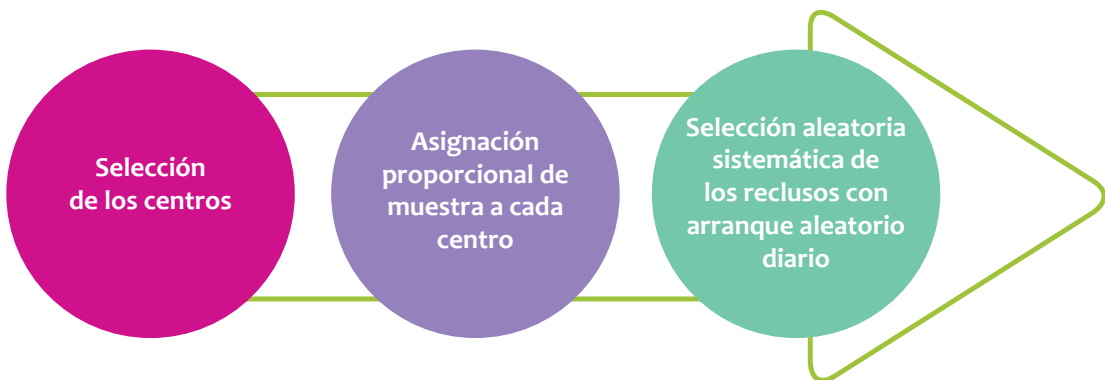 Selección
de los centros
Asignación
proporcional de
muestra a cada
centro
Selección aleatoria
sistemática de
los reclusos con
arranque aleatorio
diario